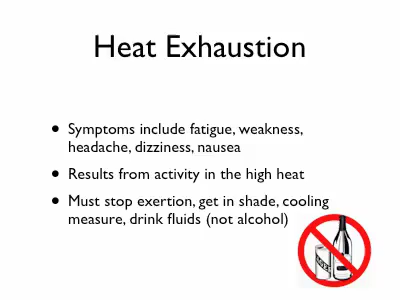 Heat Exhaustion
• Symptoms include fatigue, weakness,
headache, dizziness, nausea
• Results from activity in the high heat
• Must stop exertion, get in shade, cooling
measure, drink fluids (not alcohol)